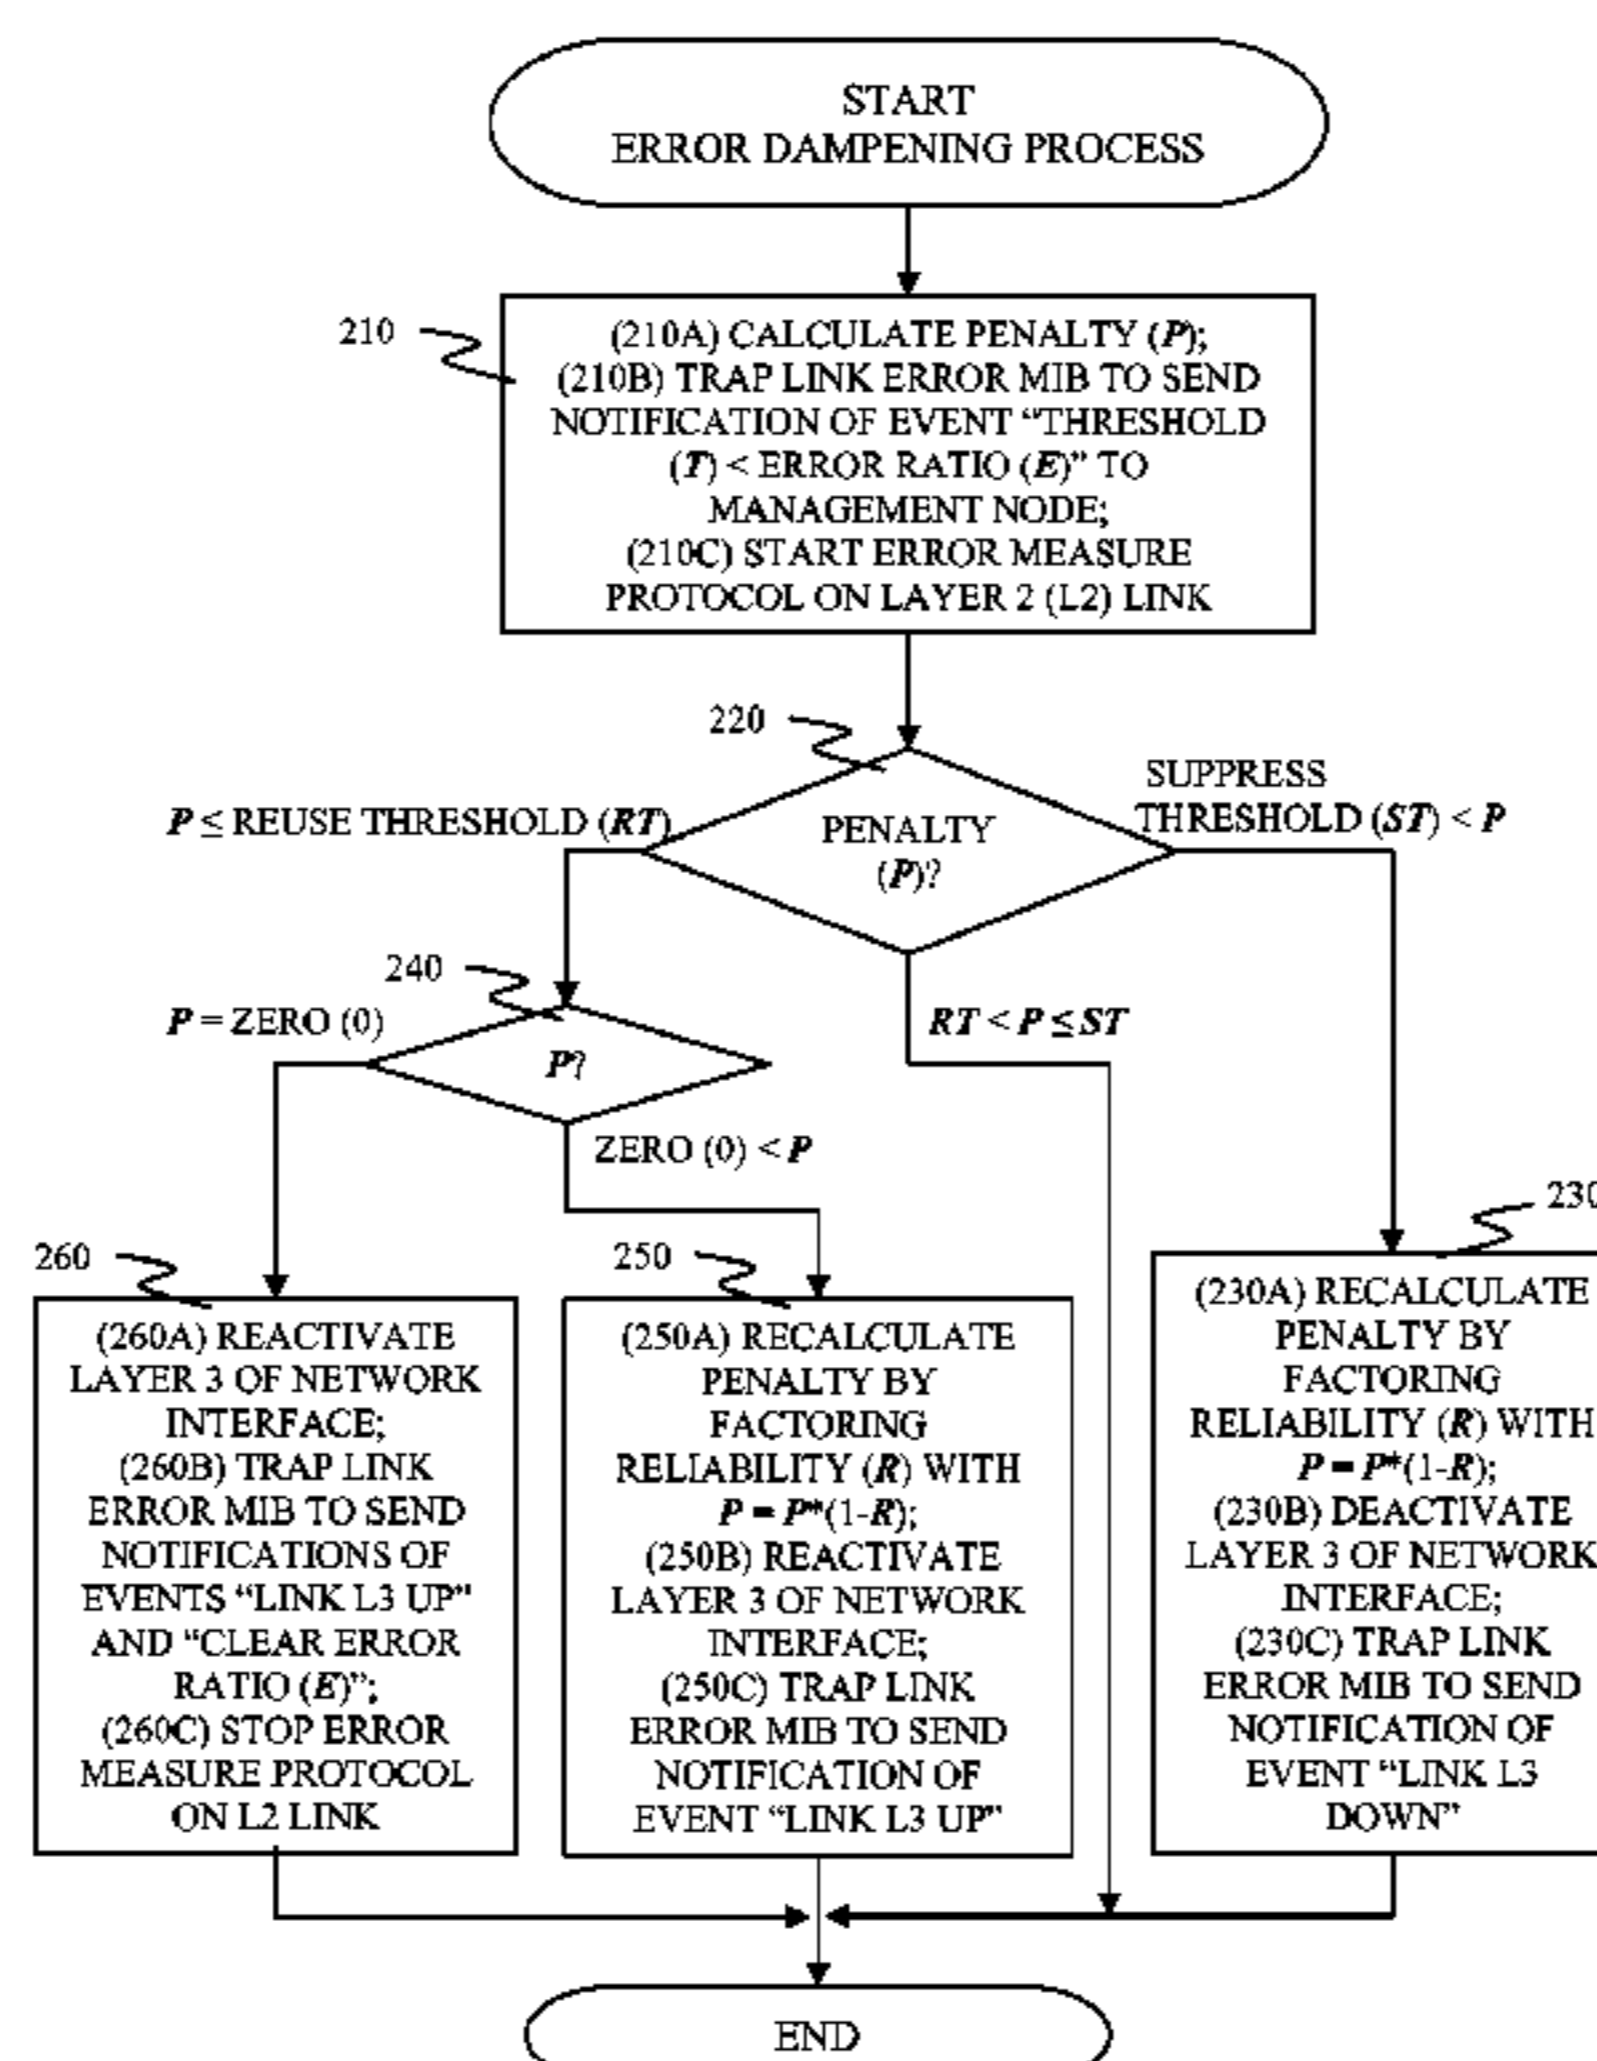 START
ERROR DAMPENING PROCESS
210
(210A) CALCULATE PENALTY (P);
(210B) TRAP LINK ERROR MIB TO SEND
NOTIFICATION OF EVENT “THRESHOLD
(T) < ERROR RATIO (E)” TO
MANAGEMENT NODE;
(210C) START ERROR MEASURE
PROTOCOL ON LAYER 2 (L2) LINK
220
P ≤ REUSE THRESHOLD (RT)
PENALTY
(P)?
SUPPRESS
THRESHOLD (ST) < P
240
P = ZERO (0)
P?
RT < P ≤ ST
ZERO (0) < P
260
(260A) REACTIVATE
LAYER 3 OF NETWORK
INTERFACE;
(260B) TRAP LINK
ERROR MIB TO SEND
NOTIFICATIONS OF
EVENTS “LINK L3 UP”
AND “CLEAR ERROR
RATIO (E)”;
(260C) STOP ERROR
MEASURE PROTOCOL
ON L2 LINK
250
(250A) RECALCULATE
PENALTY BY
FACTORING
RELIABILITY (R) WITH
P = P*(1-R);
(250B) REACTIVATE
LAYER 3 OF NETWORK
INTERFACE;
(250C) TRAP LINK
ERROR MIB TO SEND
NOTIFICATION OF
EVENT “LINK L3 UP”
230
(230A) RECALCULATE
PENALTY BY
FACTORING
RELIABILITY (R) WITH
P = P*(1-R);
(230B) DEACTIVATE
LAYER 3 OF NETWORK
INTERFACE;
(230C) TRAP LINK
ERROR MIB TO SEND
NOTIFICATION OF
EVENT “LINK L3
DOWN”
END